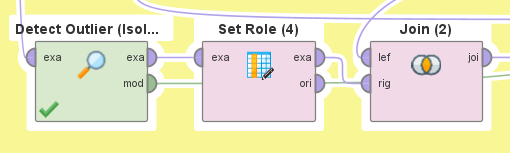 Detect Outlier (Isol...
Set Role (4)
Join (2)
exa exa
mod
exa exa
ori
lef joi
rig